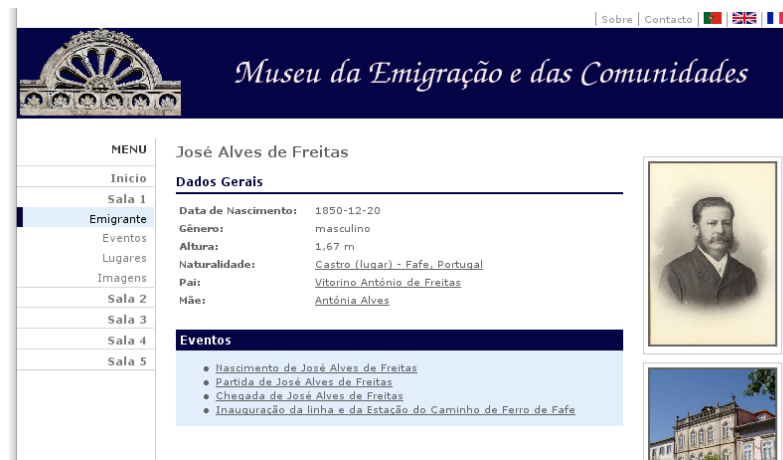 Sobre Contacto
Museu da Emigração e das Comunidades
MENU
Inicio
Sala 1
Emigrante
Eventos
Lugares
Imagens
Sala 2
Sala 3
Sala 4
Sala 5
José Alves de Freitas
Dados Gerais
Data de Nascimento: 1850-12-20
Gênero: masculino
Altura: 1,67 m
Naturalidade: Castro (lugar) - Fafe, Portugal
Pai: Vitorino António de Freitas
Mãe: Antónia Alves
Eventos
Nascimento de José Alves de Freitas
Partida de José Alves de Freitas
Chegada de José Alves de Freitas
Inauguração da linha e da Estação do Caminho de Ferro de Fafe